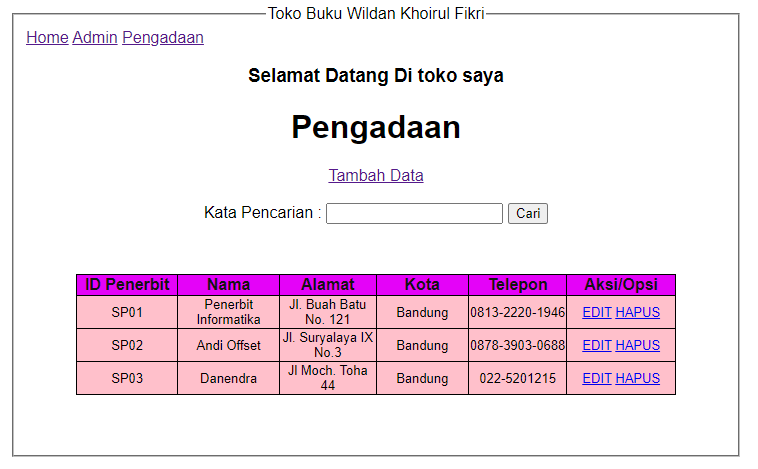 Toko Buku Wildan Khoirul Fikri
Home Admin Pengadaan
Selamat Datang Di toko saya
Pengadaan
Tambah Data
Kata Pencarian : Cari
ID Penerbit Nama Alamat Kota Telepon Aksi/Opsi
SP01 Penerbit Informatika Jl. Buah Batu No. 121 Bandung 0813-2220-1946 EDIT HAPUS
SP02 Andi Offset Jl. Suryalaya IX No.3 Bandung 0878-3903-0688 EDIT HAPUS
SP03 Danendra Jl Moch. Toha 44 Bandung 022-5201215 EDIT HAPUS